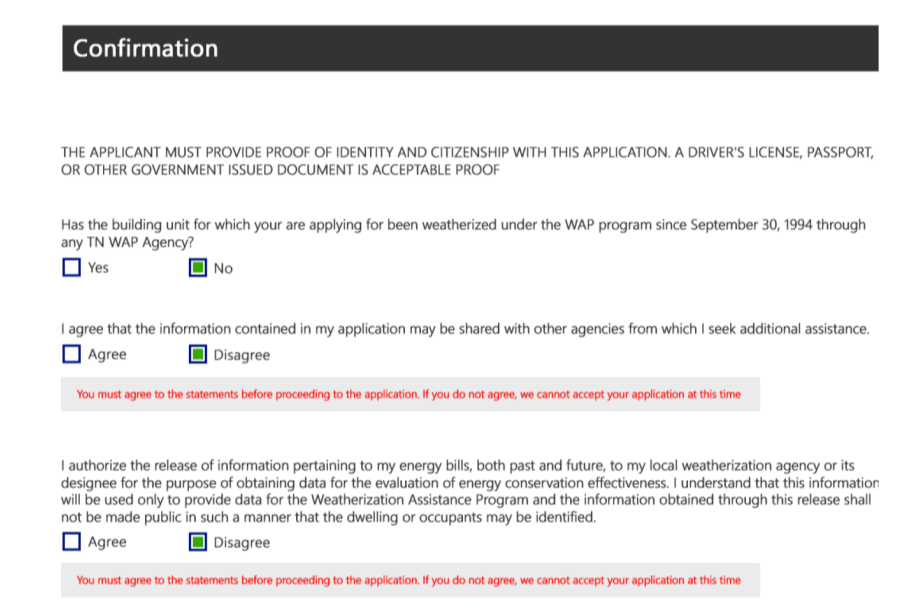 Confirmation
THE APPLICANT MUST PROVIDE PROOF OF IDENTITY AND CITIZENSHIP WITH THIS APPLICATION. A DRIVER'S LICENSE, PASSPORT,
OR OTHER GOVERNMENT ISSUED DOCUMENT IS ACCEPTABLE PROOF
Has the building unit for which your are applying for been weatherized under the WAP program since September 30, 1994 through
any TN WAP Agency?
Yes No
I agree that the information contained in my application may be shared with other agencies from which I seek additional assistance.
Agree Disagree
You must agree to the statements before proceeding to the application. If you do not agree, we cannot accept your application at this time
I authorize the release of information pertaining to my energy bills, both past and future, to my local weatherization agency or its
designee for the purpose of obtaining data for the evaluation of energy conservation effectiveness. I understand that this information
will be used only to provide data for the Weatherization Assistance Program and the information obtained through this release shall
not be made public in such a manner that the dwelling or occupants may be identified.
Agree Disagree
You must agree to the statements before proceeding to the application. If you do not agree, we cannot accept your application at this time